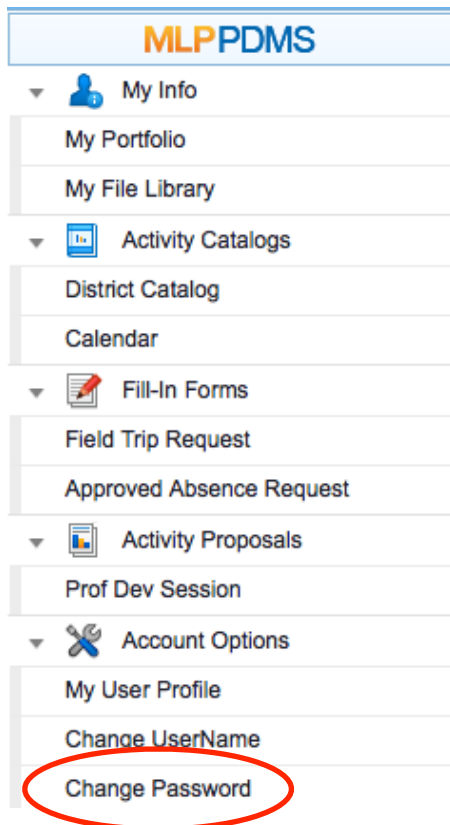 MLPPDMS
My Info
My Portfolio
My File Library
Activity Catalogs
District Catalog
Calendar
Fill-In Forms
Field Trip Request
Approved Absence Request
Activity Proposals
Prof Dev Session
Account Options
My User Profile
Change UserName
Change Password